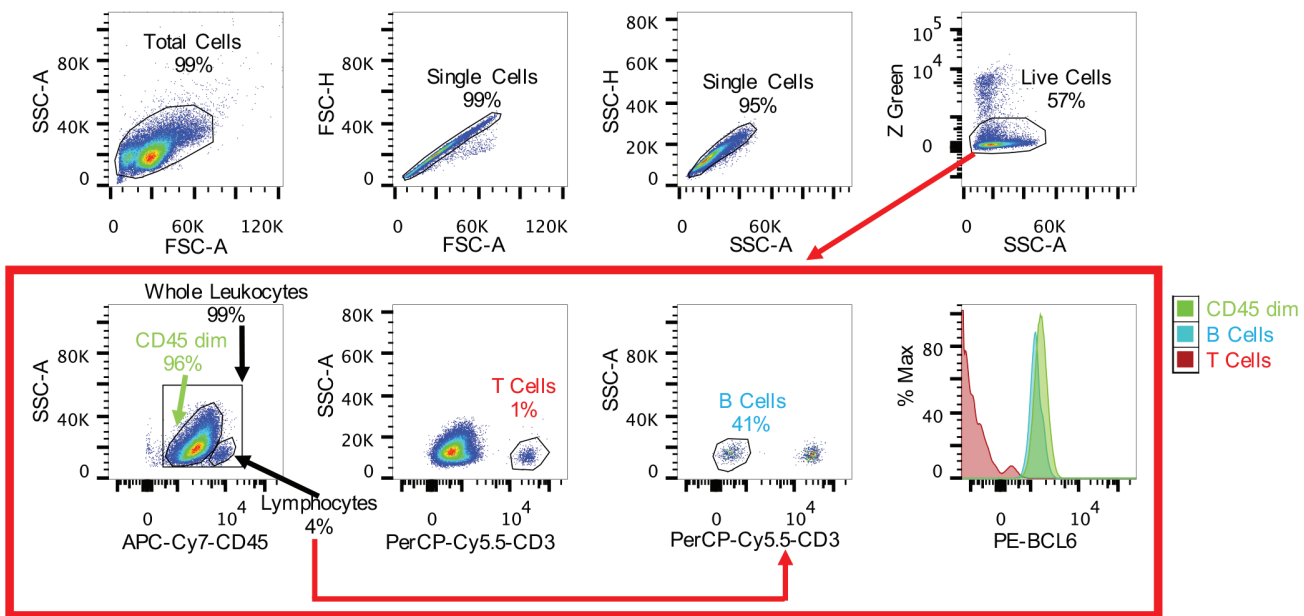 Total Cells
99%
SSC-A
80K
40K
0
0
60K
120K
FSC-A
Single Cells
99%
FSC-H
80K
40K
0
0
60K
120K
FSC-A
Single Cells
95%
SSC-H
80K
60K
40K
20K
0
60K
SSC-A
Live Cells
57%
Z Green
10^5
10^4
0
0
60K
SSC-A
Whole Leukocytes
99%
CD45 dim
96%
SSC-A
80K
40K
0
0
10^4
Lymphocytes
4%
APC-Cy7-CD45
T Cells
1%
SSC-A
80K
60K
40K
20K
0
0
10^4
PerCP-Cy5.5-CD3
B Cells
41%
SSC-A
80K
40K
0
0
10^4
PerCP-Cy5.5-CD3
% Max
80
40
0
0
10^4
PE-BCL6
CD45 dim
B Cells
T Cells